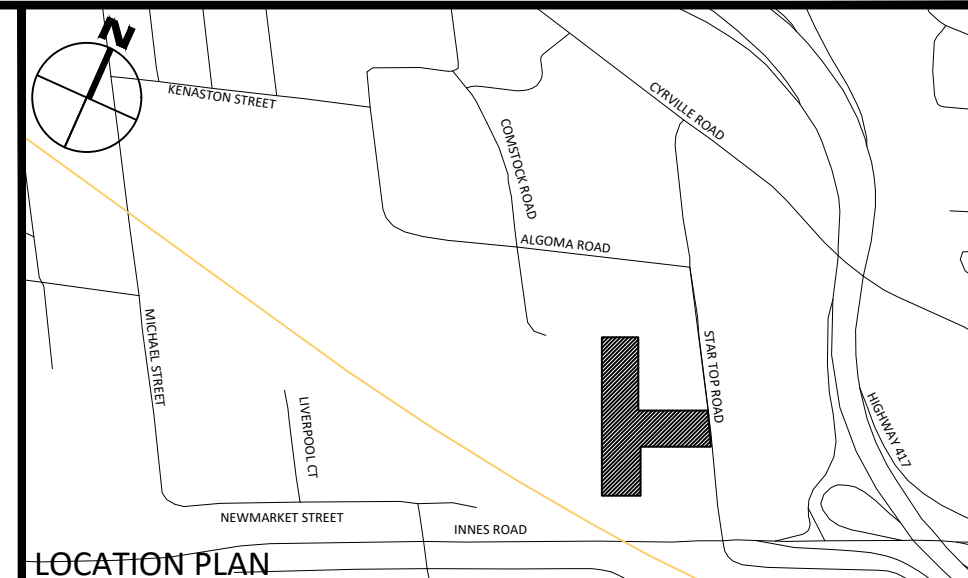 N
KENASTON STREET
CYRVILLE ROAD
COMSTOCK ROAD
ALGOMA ROAD
MICHAEL STREET
STAR TOP ROAD
LIVERPOOL CT
HIGHWAY 417
NEWMARKET STREET
INNES ROAD
LOCATION PLAN